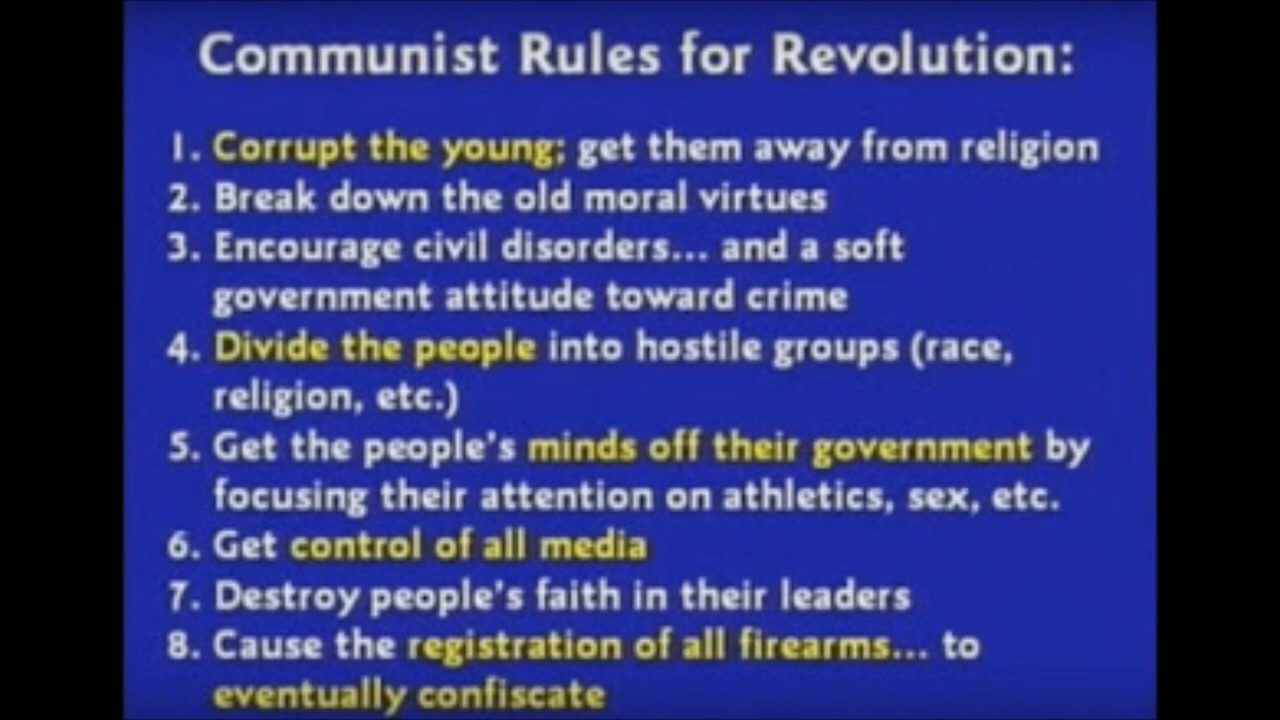 Communist Rules for Revolution:
1. Corrupt the young; get them away from religion
2. Break down the old moral virtues
3. Encourage civil disorders... and a soft
government attitude toward crime
4. Divide the people into hostile groups (race,
religion, etc.)
5. Get the people's minds off their government by
focusing their attention on athletics, sex, etc.
6. Get control of all media
7. Destroy people's faith in their leaders
8. Cause the registration of all firearms... to
eventually confiscate